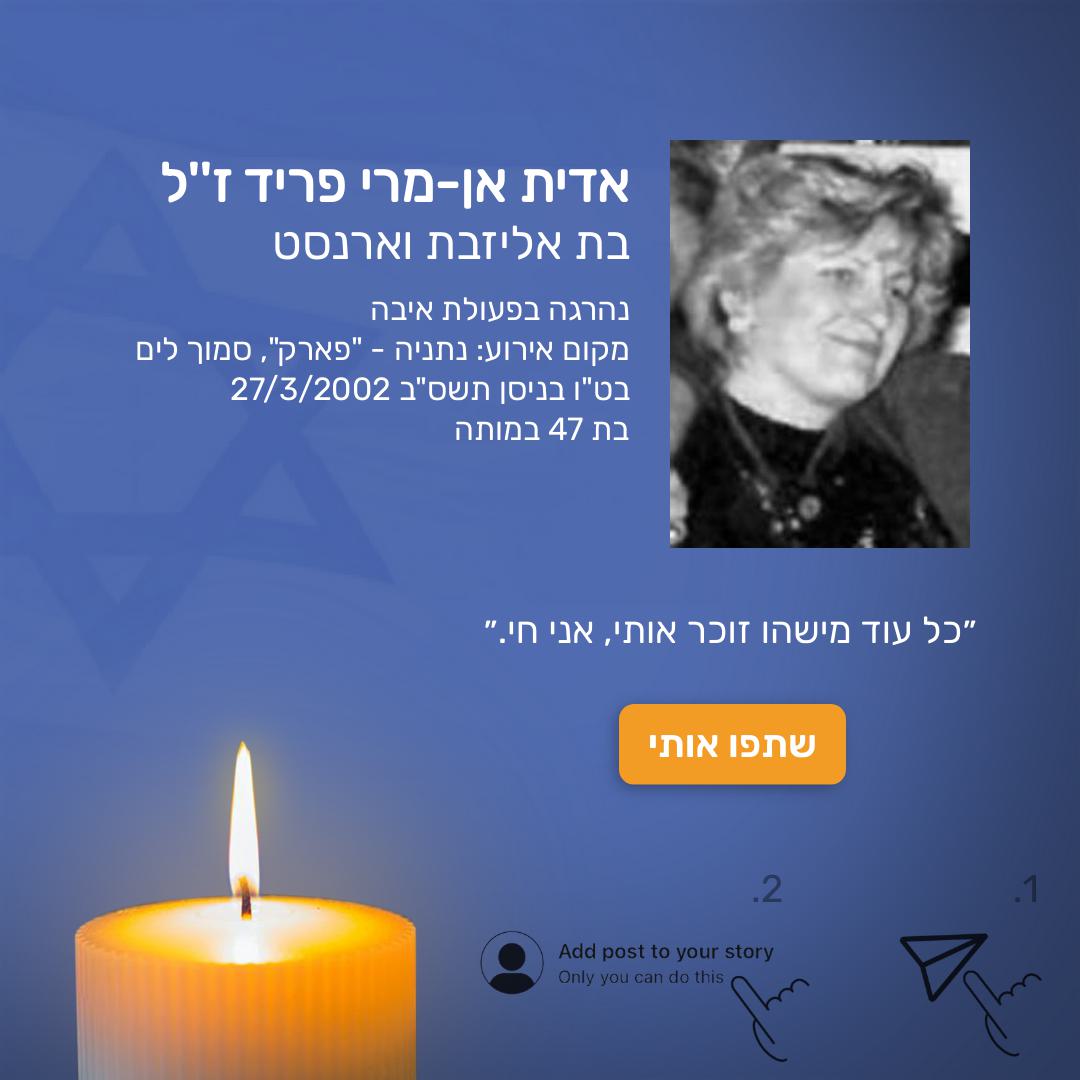 אדית אן-מרי פריד ז"ל
בת אליזבת וארנסט
נהרגה בפעולת איבה
מקום אירוע: נתניה - "פארק", סמוך לים
בט"ו בניסן תשס"ב 27/3/2002
בת 47 במותה
״כל עוד מישהו זוכר אותי, אני חי.״
שתפו אותי
.1
.2
Add post to your story
Only you can do this